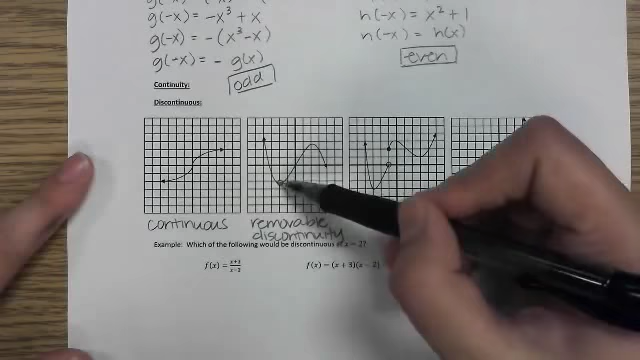 g(-x) = -x³ + x
g(-x) = -(x³-x)
g(-x) = - g(x)
odd
h(-x) = x² + 1
h(-x) = h(x)
even
Continuity:
Discontinuous:
continuous
removable
discontinuity
Example: Which of the following would be discontinuous at x = 2?
f(x) = (x+3)/(x-2)
f(x) = (x + 3)(x - 2)